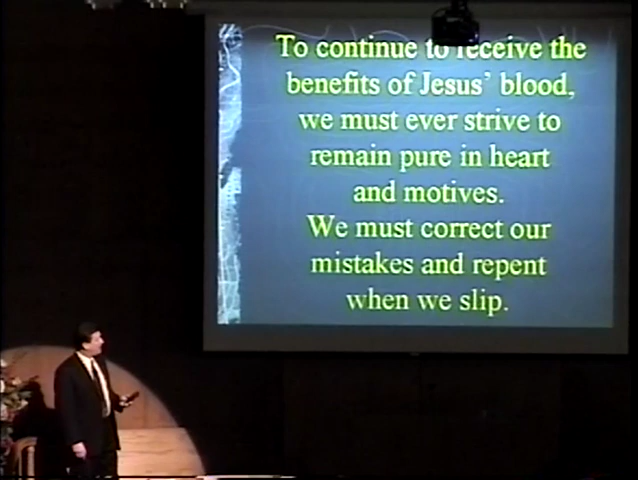 To continue to receive the
benefits of Jesus' blood,
we must ever strive to
remain pure in heart
and motives.
We must correct our
mistakes and repent
when we slip.